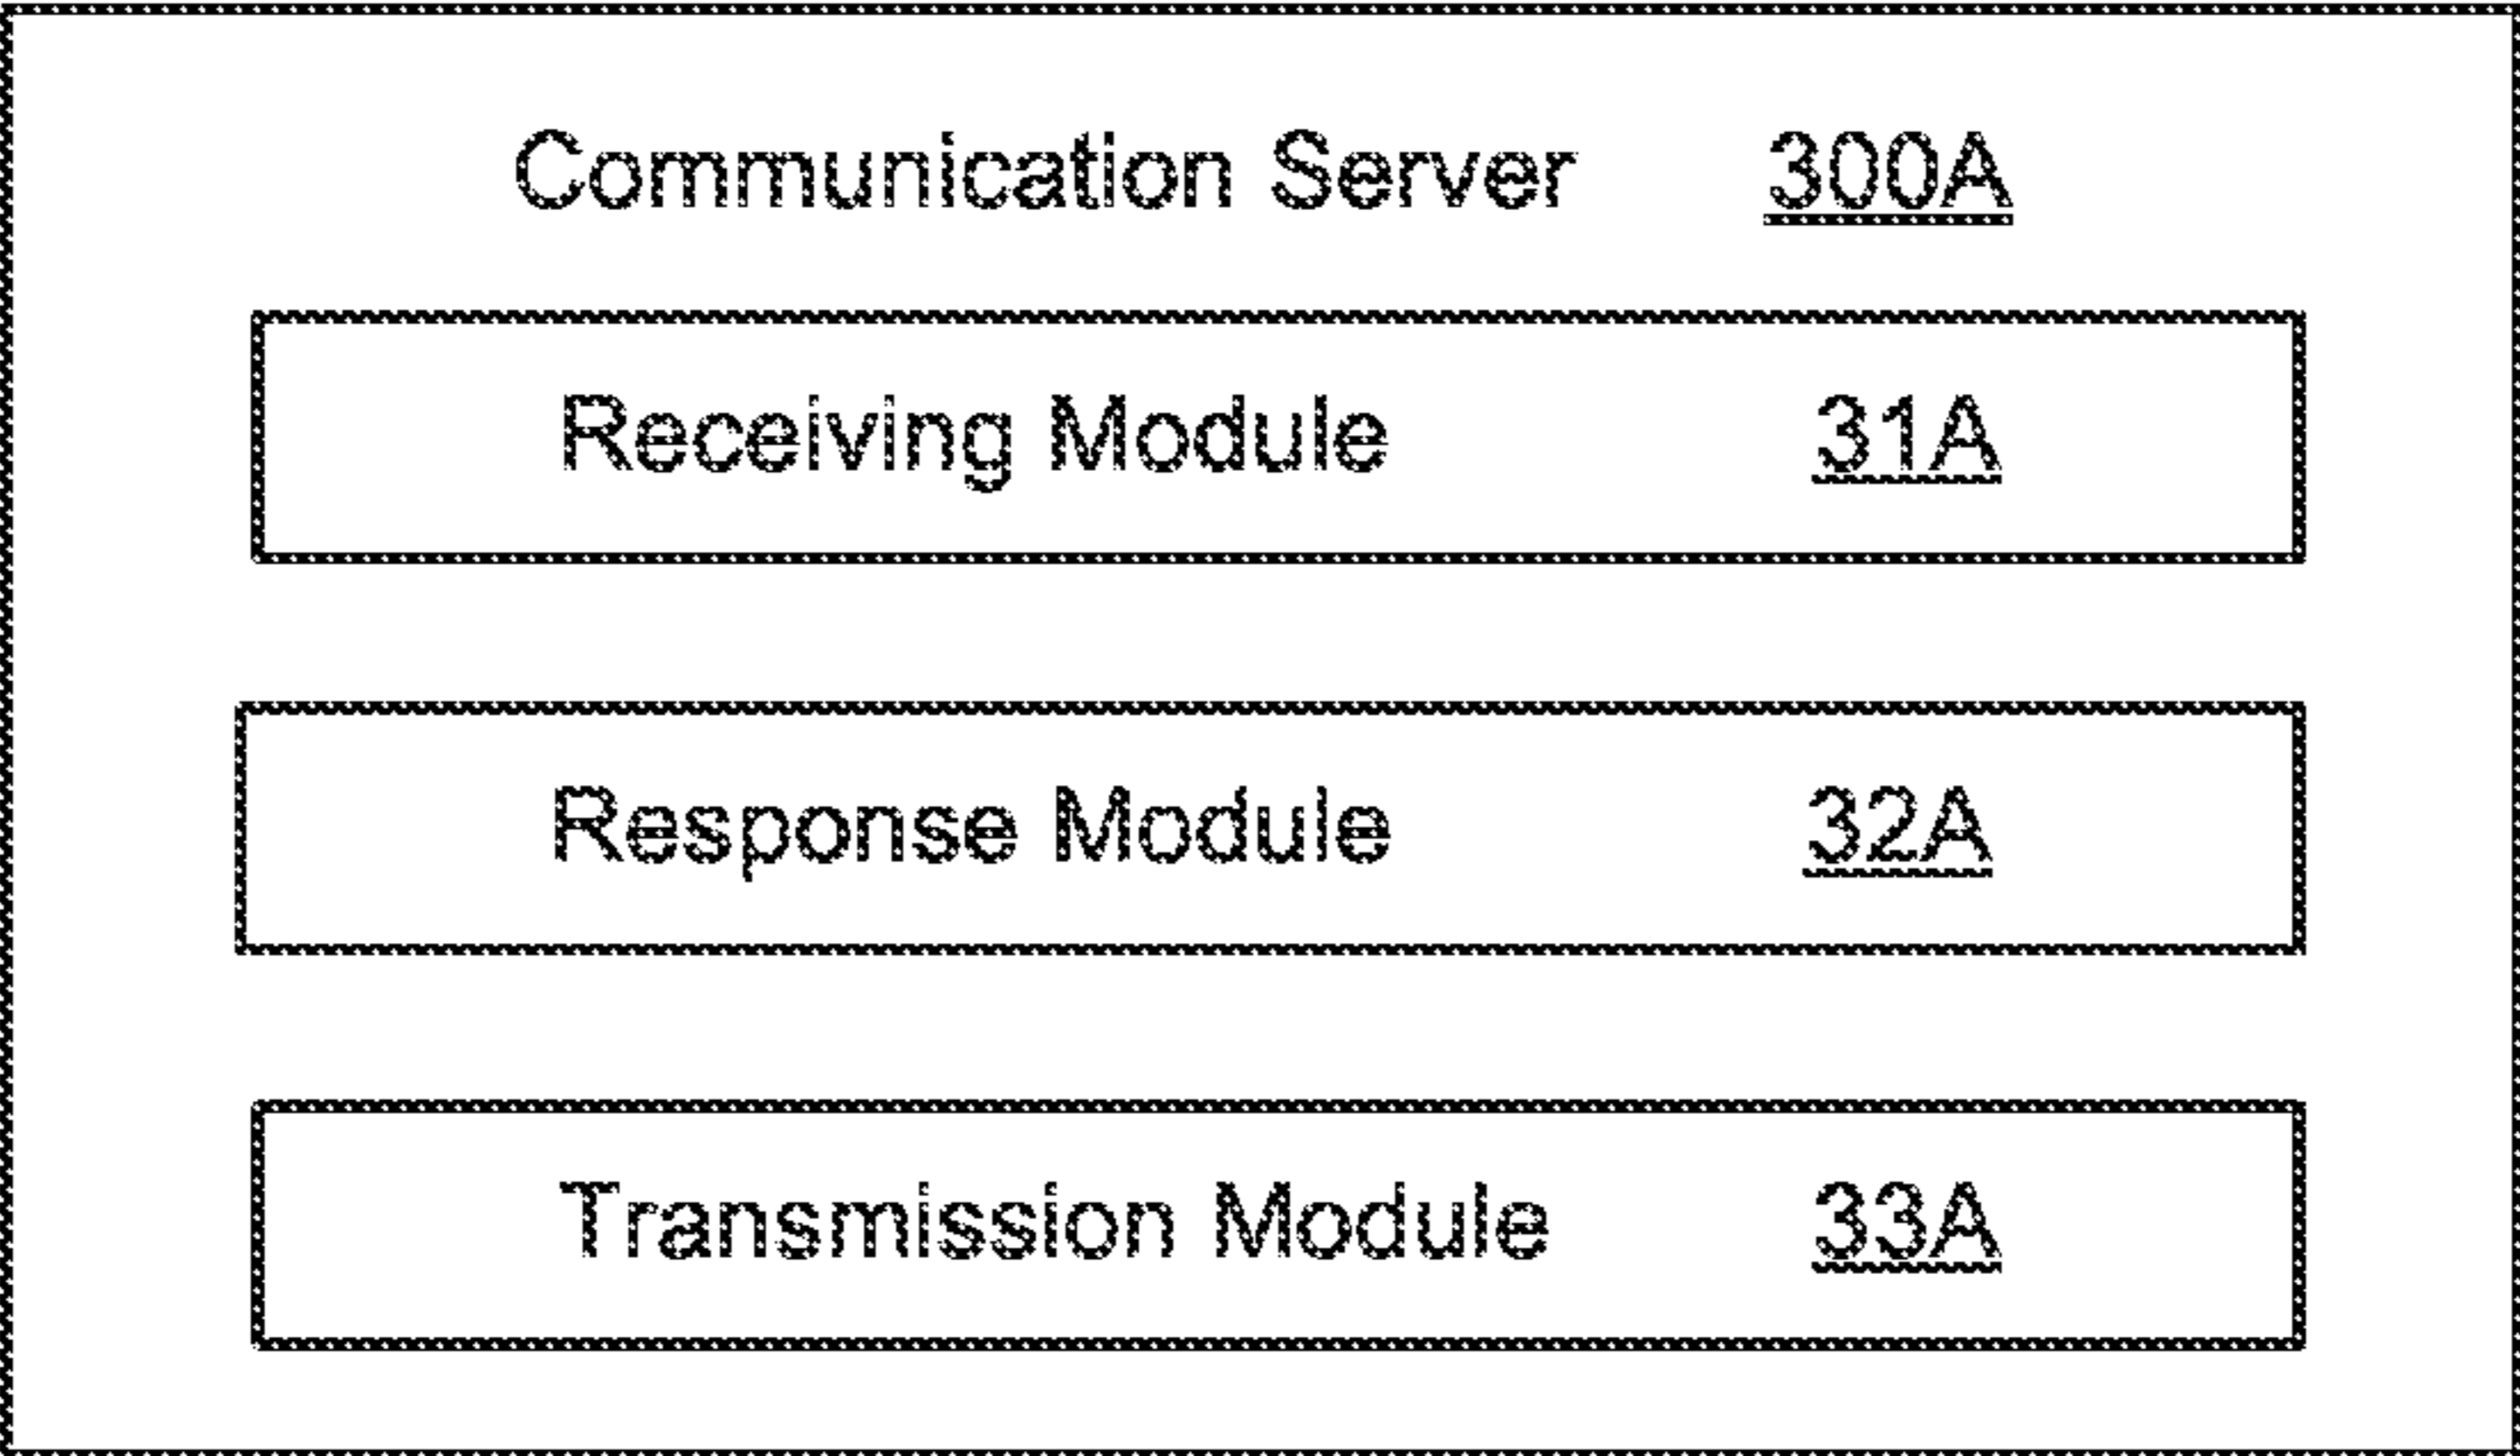 Communication Server 300A
Receiving Module 31A
Response Module 32A
Transmission Module 33A